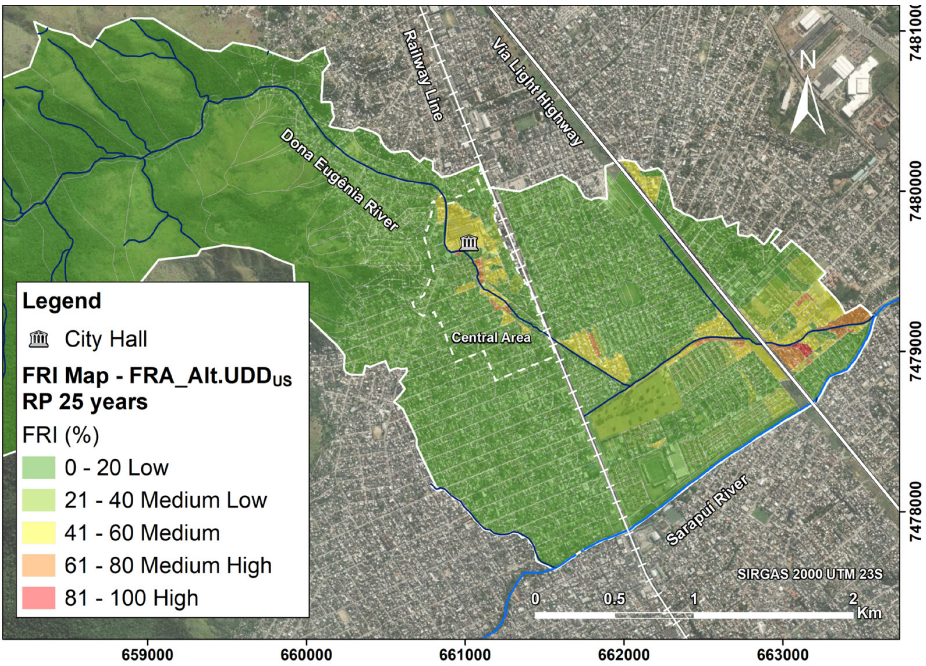 Railway Line
Via Light Highway
N
Dona Eugênia River
Central Area
Sarapui River
SIRGAS 2000 UTM 23S
0 0.5 1 2
Km
Legend
City Hall
FRI Map - FRA_Alt.UDDUS
RP 25 years
FRI (%)
0 - 20 Low
21 - 40 Medium Low
41 - 60 Medium
61 - 80 Medium High
81 - 100 High
7481000
7480000
7479000
7478000
659000 660000 661000 662000 663000